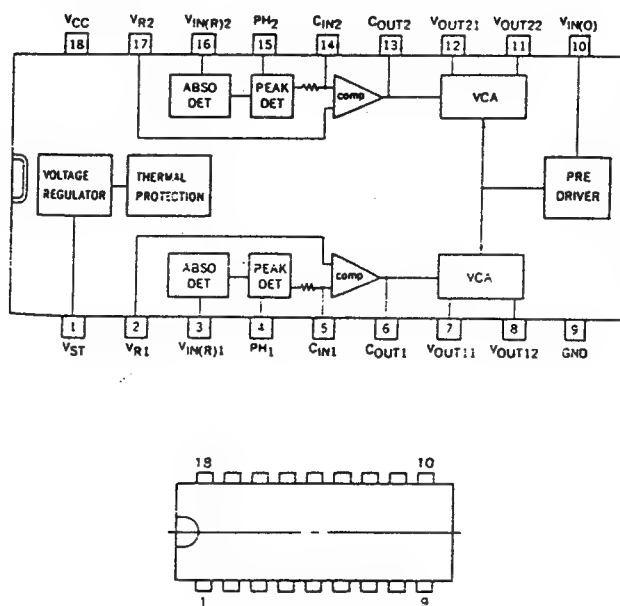 VCC VR2 VIN(R)2 PH2 CIN2 COUT2 VOUT21 VOUT22 VIN(O)
18 17 16 15 14 13 12 11 10
ABSO DET
PEAK DET
comp
VCA
VOLTAGE REGULATOR
THERMAL PROTECTION
PRE DRIVER
ABSO DET
PEAK DET
comp
VCA
1 2 3 4 5 6 7 8 9
VST VR1 VIN(R)1 PH1 CIN1 COUT1 VOUT11 VOUT12 GND
18 10
1 9